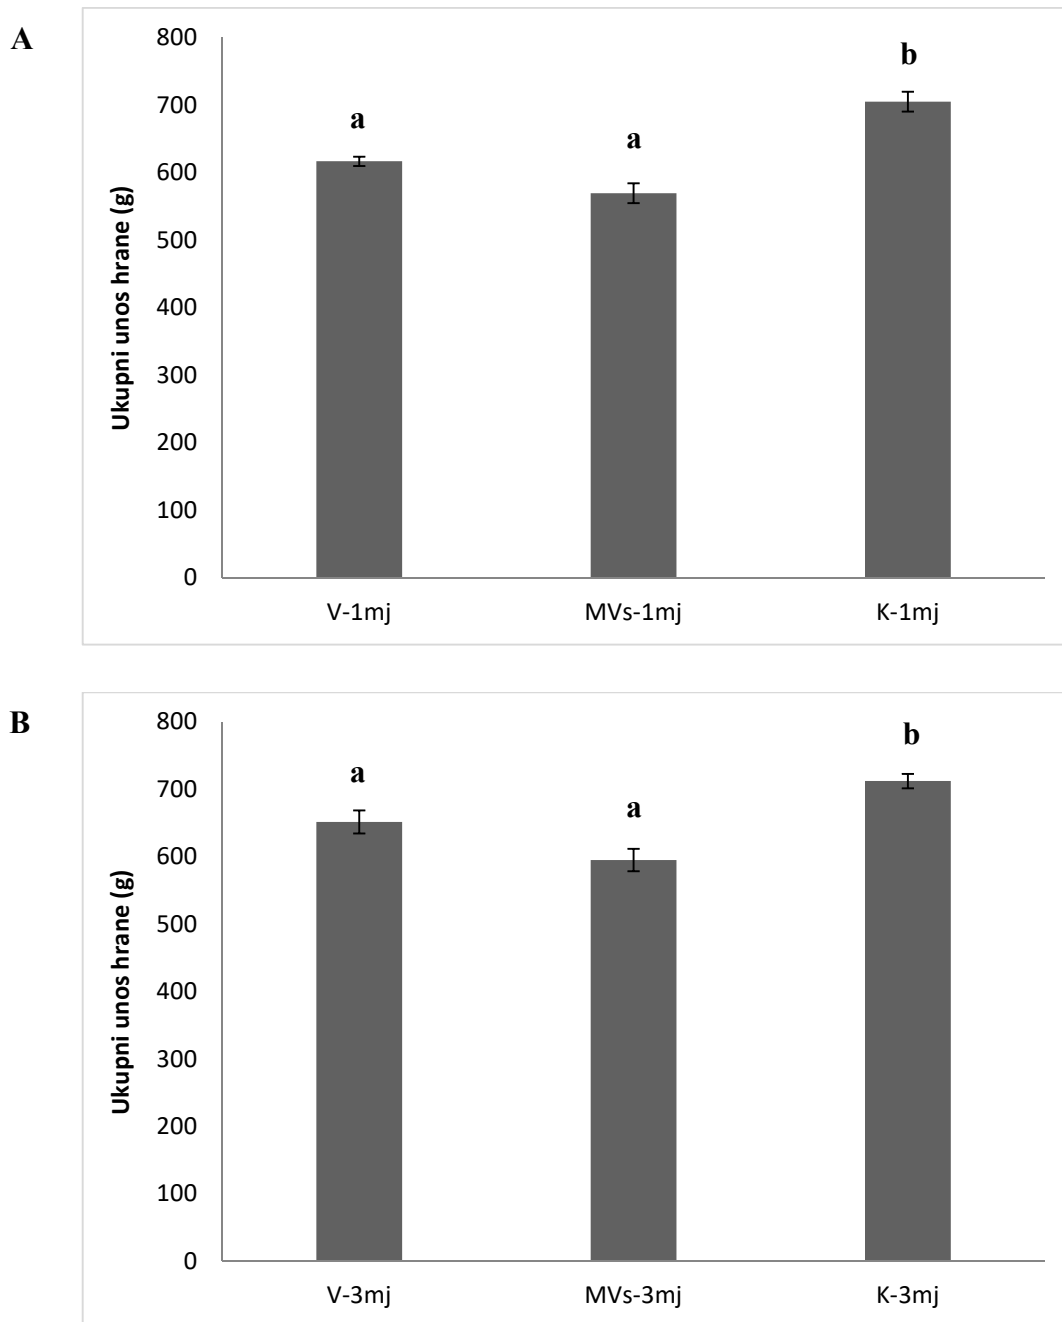 A
Ukupni unos hrane (g)
800
700
600
500
400
300
200
100
0
a
a
b
V-1mj
MVs-1mj
K-1mj
B
Ukupni unos hrane (g)
800
700
600
500
400
300
200
100
0
a
a
b
V-3mj
MVs-3mj
K-3mj